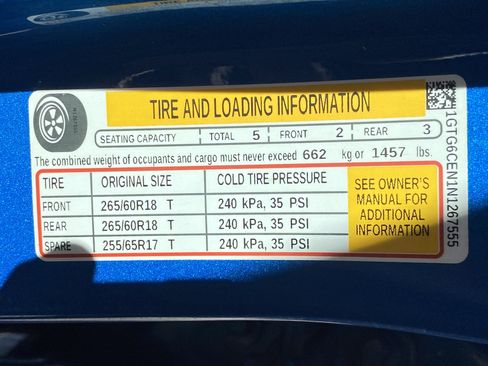 TIRE AND LOADING INFORMATION
SEATING CAPACITY TOTAL 5 FRONT 2 REAR 3
The combined weight of occupants and cargo must never exceed 662 kg or 1457 lbs.
TIRE ORIGINAL SIZE COLD TIRE PRESSURE
FRONT 265/60R18 T 240 kPa, 35 PSI
REAR 265/60R18 T 240 kPa, 35 PSI
SPARE 255/65R17 T 240 kPa, 35 PSI
SEE OWNER'S
MANUAL FOR
ADDITIONAL
INFORMATION
1GTG6CEN1N1267555